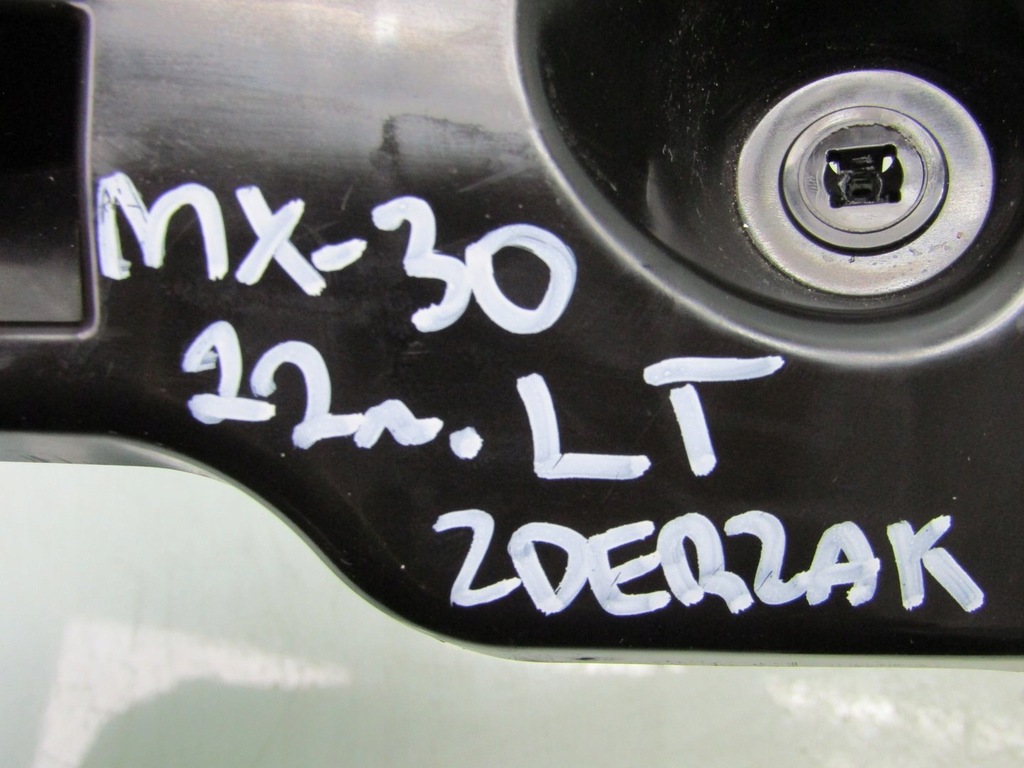 MX-30
22r. LT
ZDERZAK